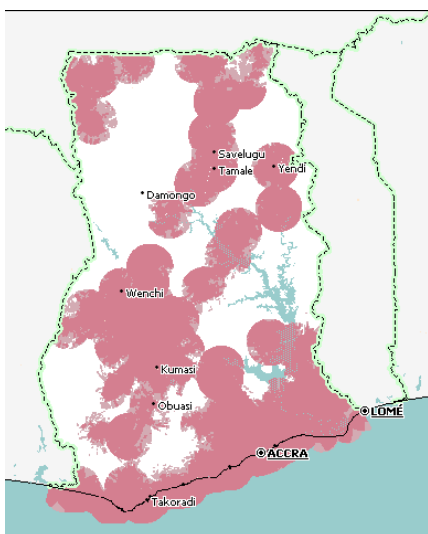 Savelugu
Tamale
Yendi
Damongo
Wenchi
Kumasi
Obuasi
LOMÉ
ACCRA
Takoradi